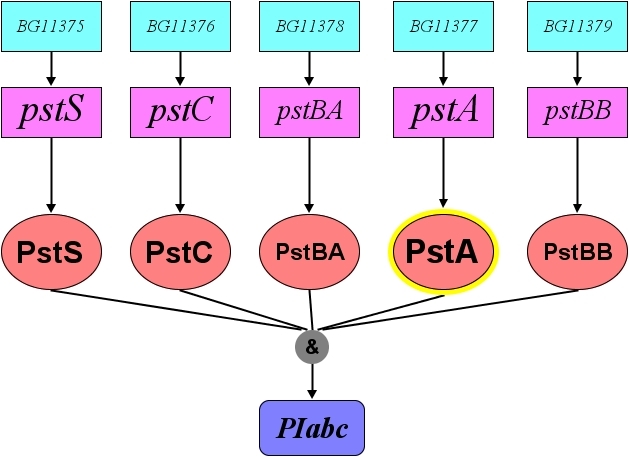 BG11375 BG11376 BG11378 BG11377 BG11379
pstS pstC pstBA pstA pstBB
PstS PstC PstBA PstA PstBB
&
PIabc